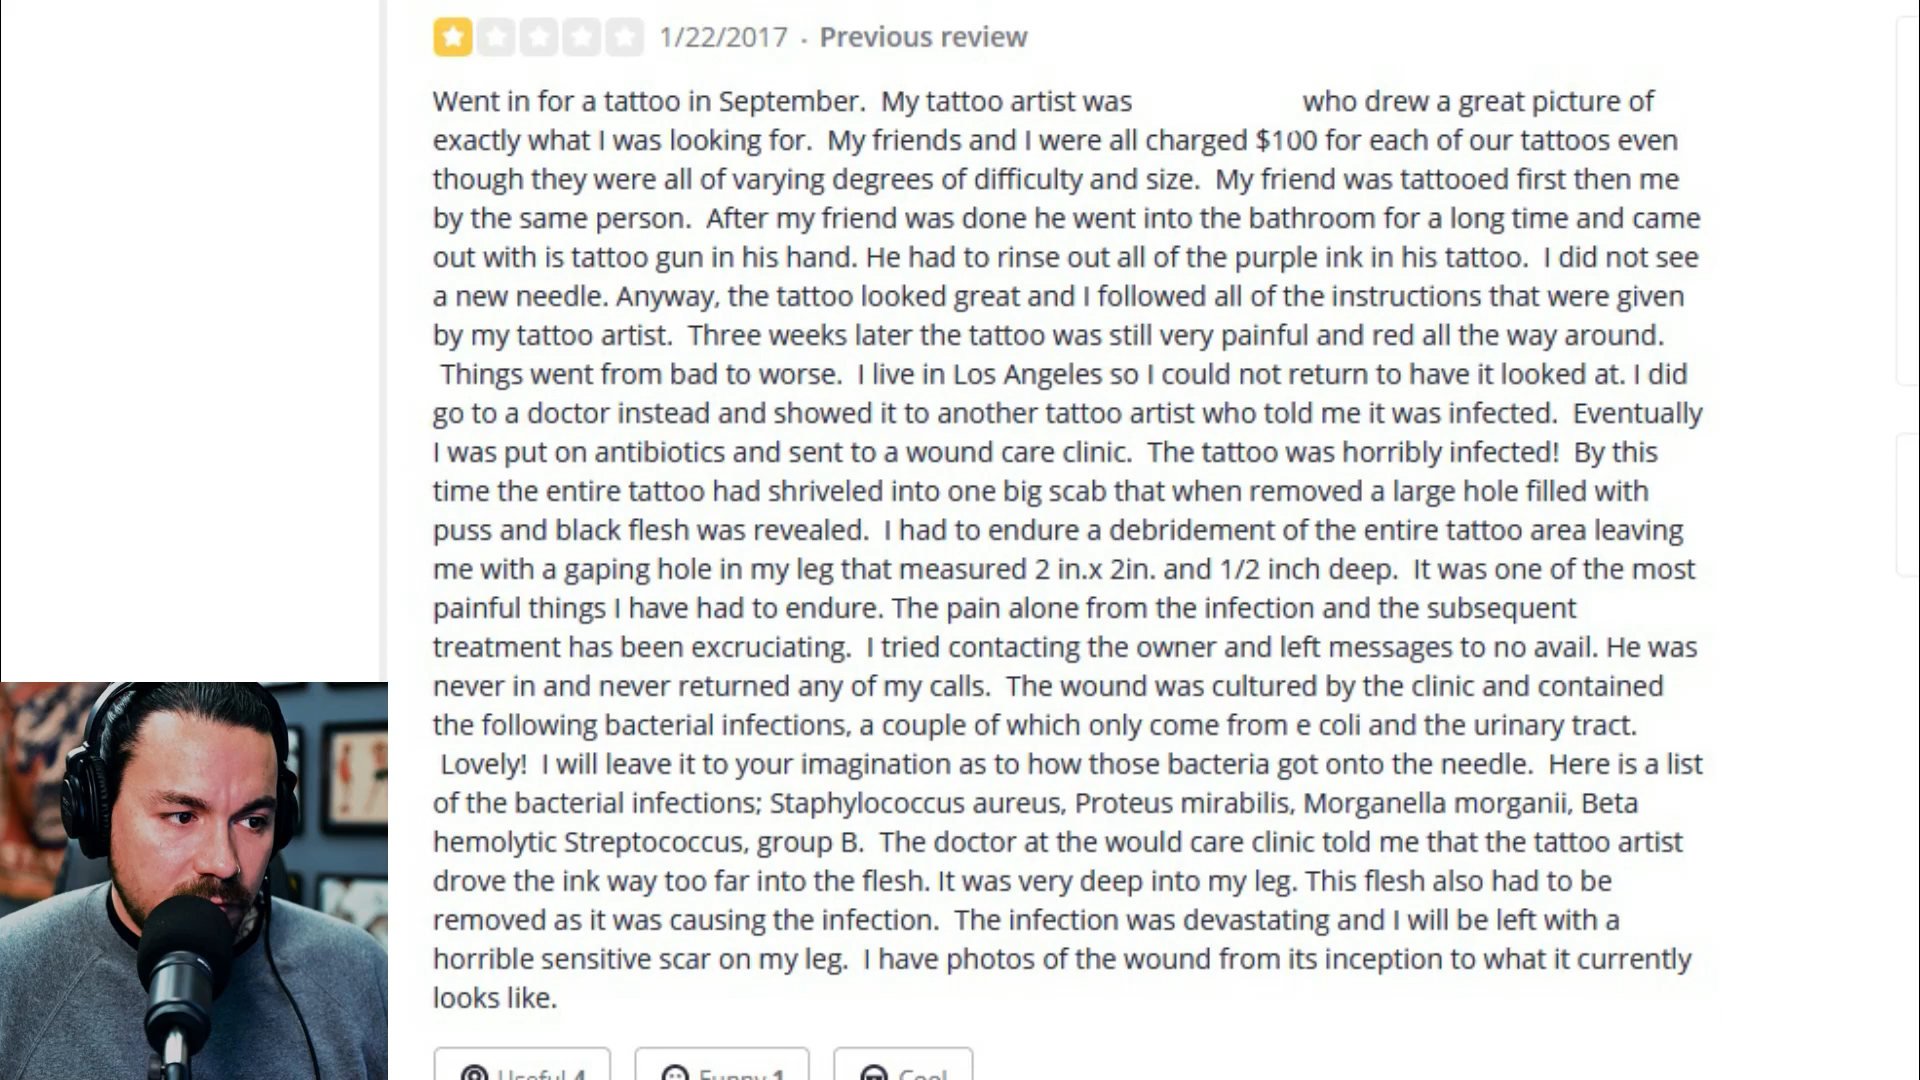 1/22/2017 · Previous review
Went in for a tattoo in September. My tattoo artist was who drew a great picture of
exactly what I was looking for. My friends and I were all charged $100 for each of our tattoos even
though they were all of varying degrees of difficulty and size. My friend was tattooed first then me
by the same person. After my friend was done he went into the bathroom for a long time and came
out with is tattoo gun in his hand. He had to rinse out all of the purple ink in his tattoo. I did not see
a new needle. Anyway, the tattoo looked great and I followed all of the instructions that were given
by my tattoo artist. Three weeks later the tattoo was still very painful and red all the way around.
Things went from bad to worse. I live in Los Angeles so I could not return to have it looked at. I did
go to a doctor instead and showed it to another tattoo artist who told me it was infected. Eventually
I was put on antibiotics and sent to a wound care clinic. The tattoo was horribly infected! By this
time the entire tattoo had shriveled into one big scab that when removed a large hole filled with
puss and black flesh was revealed. I had to endure a debridement of the entire tattoo area leaving
me with a gaping hole in my leg that measured 2 in.x 2in. and 1/2 inch deep. It was one of the most
painful things I have had to endure. The pain alone from the infection and the subsequent
treatment has been excruciating. I tried contacting the owner and left messages to no avail. He was
never in and never returned any of my calls. The wound was cultured by the clinic and contained
the following bacterial infections, a couple of which only come from e coli and the urinary tract.
Lovely! I will leave it to your imagination as to how those bacteria got onto the needle. Here is a list
of the bacterial infections; Staphylococcus aureus, Proteus mirabilis, Morganella morganii, Beta
hemolytic Streptococcus, group B. The doctor at the would care clinic told me that the tattoo artist
drove the ink way too far into the flesh. It was very deep into my leg. This flesh also had to be
removed as it was causing the infection. The infection was devastating and I will be left with a
horrible sensitive scar on my leg. I have photos of the wound from its inception to what it currently
looks like.
Useful 4 Funny 1 Cool